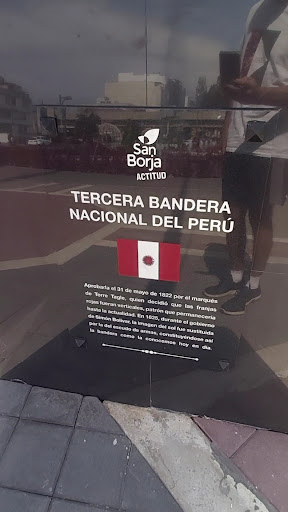 San
Borja
ACTITUD
TERCERA BANDERA
NACIONAL DEL PERÚ
Aprobada el 31 de mayo de 1822 por el marqués
de Torre Tagle, quien decidió que las franjas
rojas fueran verticales, patrón que permanecería
hasta la actualidad. En 1825, durante el gobierno
de Simón Bolívar, la imagen del sol fue sustituida
por la del escudo de armas, constituyéndose así
la bandera como la conocemos hoy en día.